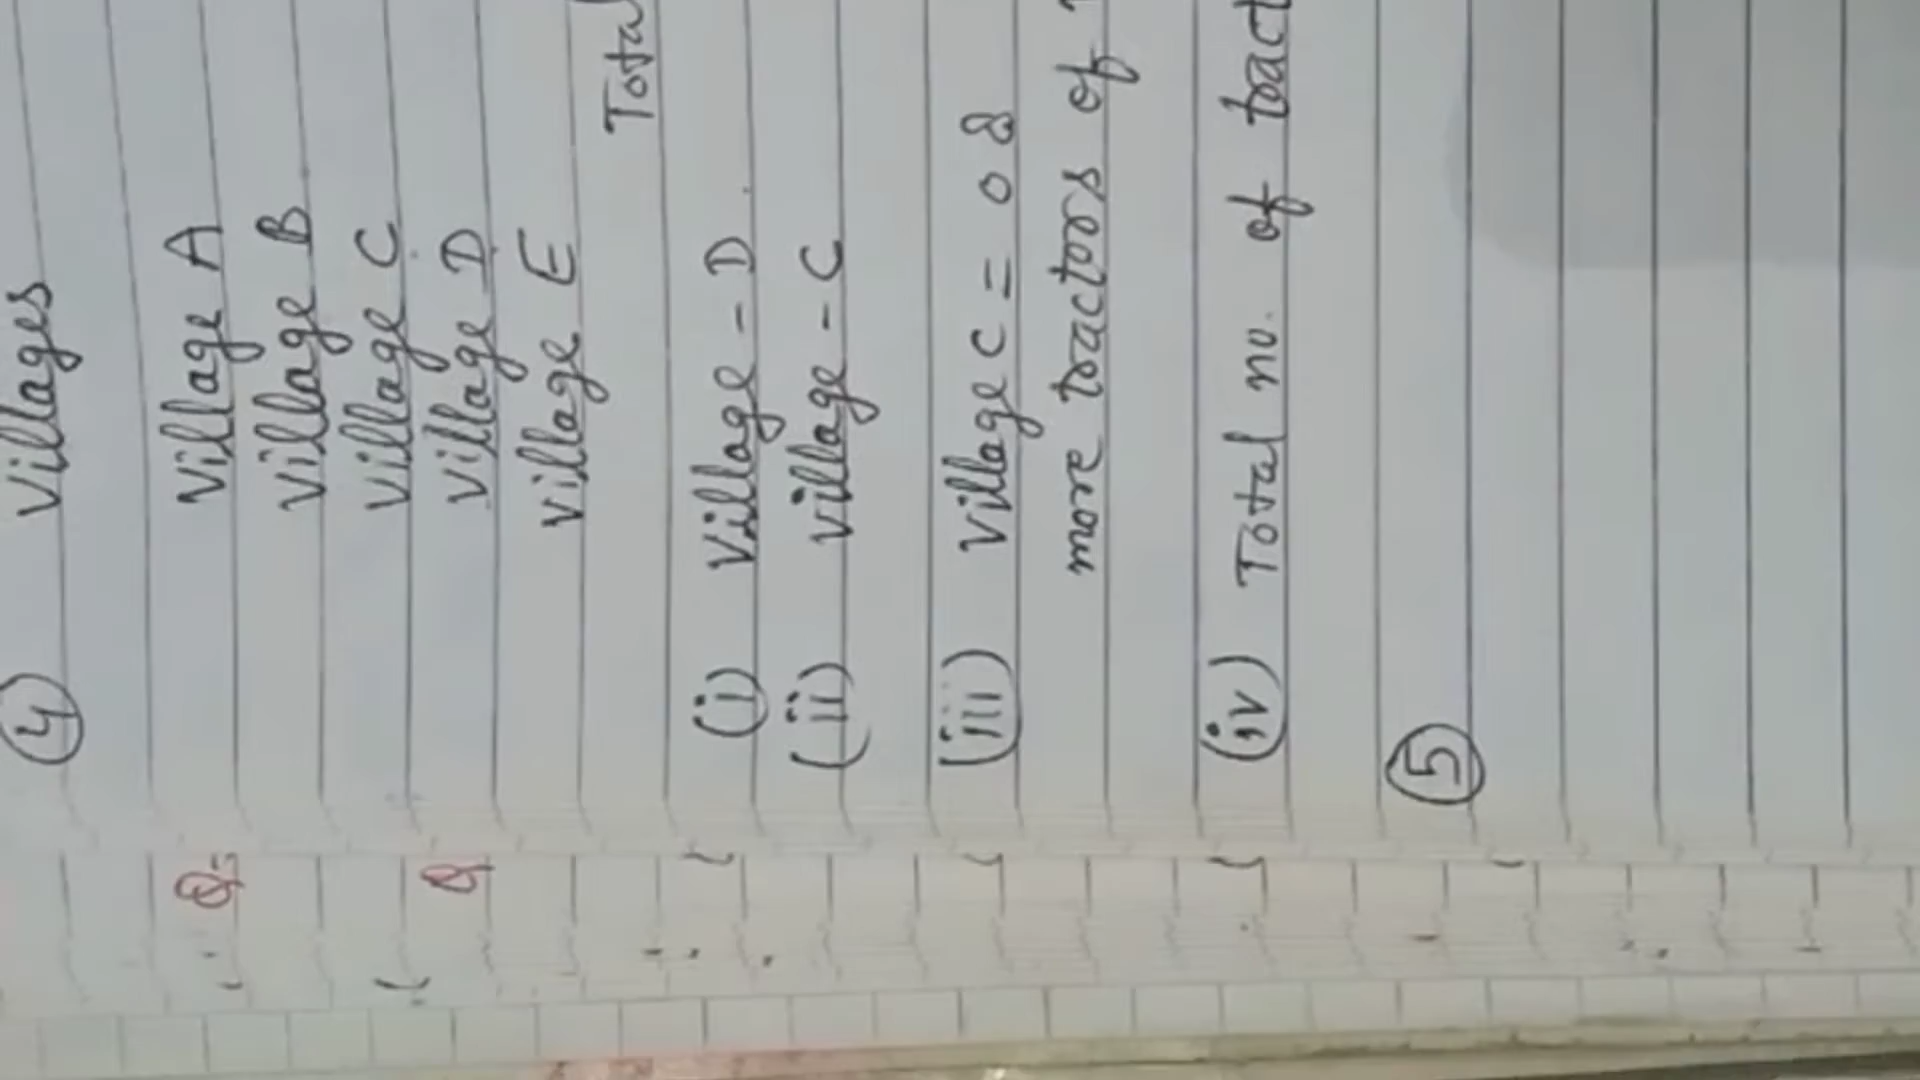 4 Villages
Village A
Village B
Village C
Village D
Village E
Total
(i) Village - D
(ii) Village - C
(iii) Village C = 08
more tractors of
(iv) Total no. of tract
5